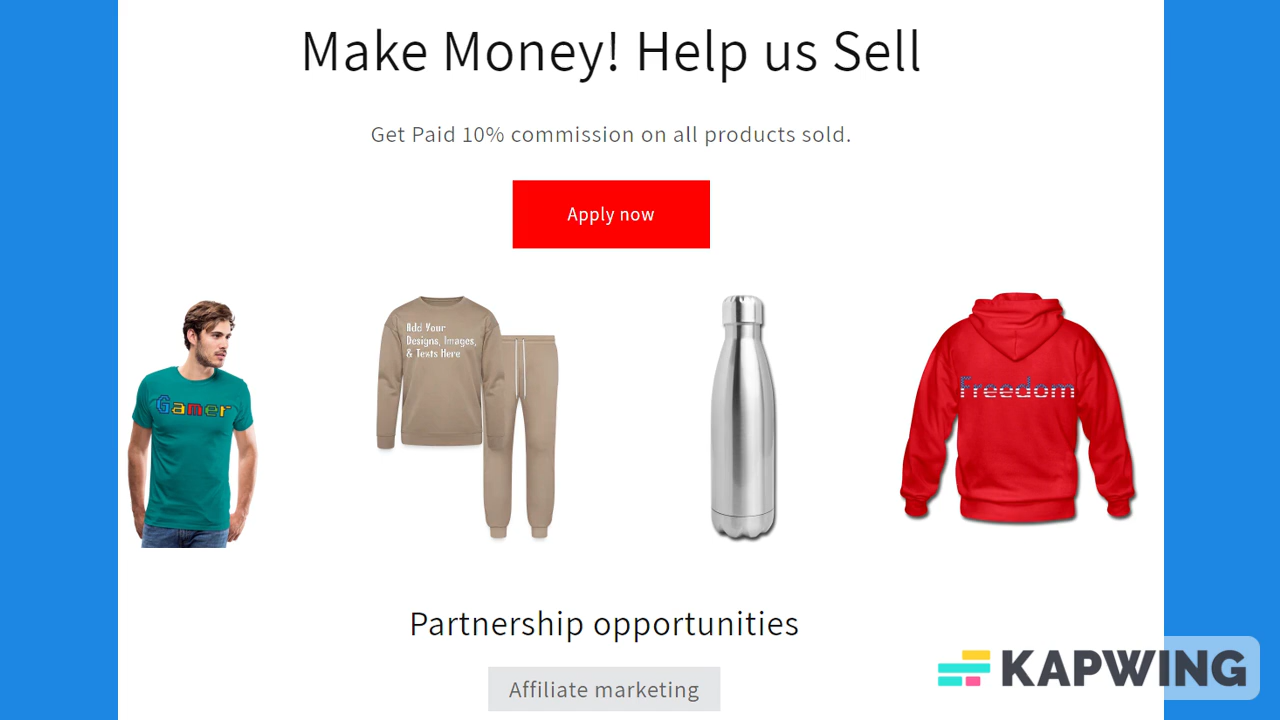 Make Money! Help us Sell
Get Paid 10% commission on all products sold.
Apply now
Gamer
Add Your
Designs, Images,
& Texts Here
Freedom
Partnership opportunities
Affiliate marketing
KAPWING